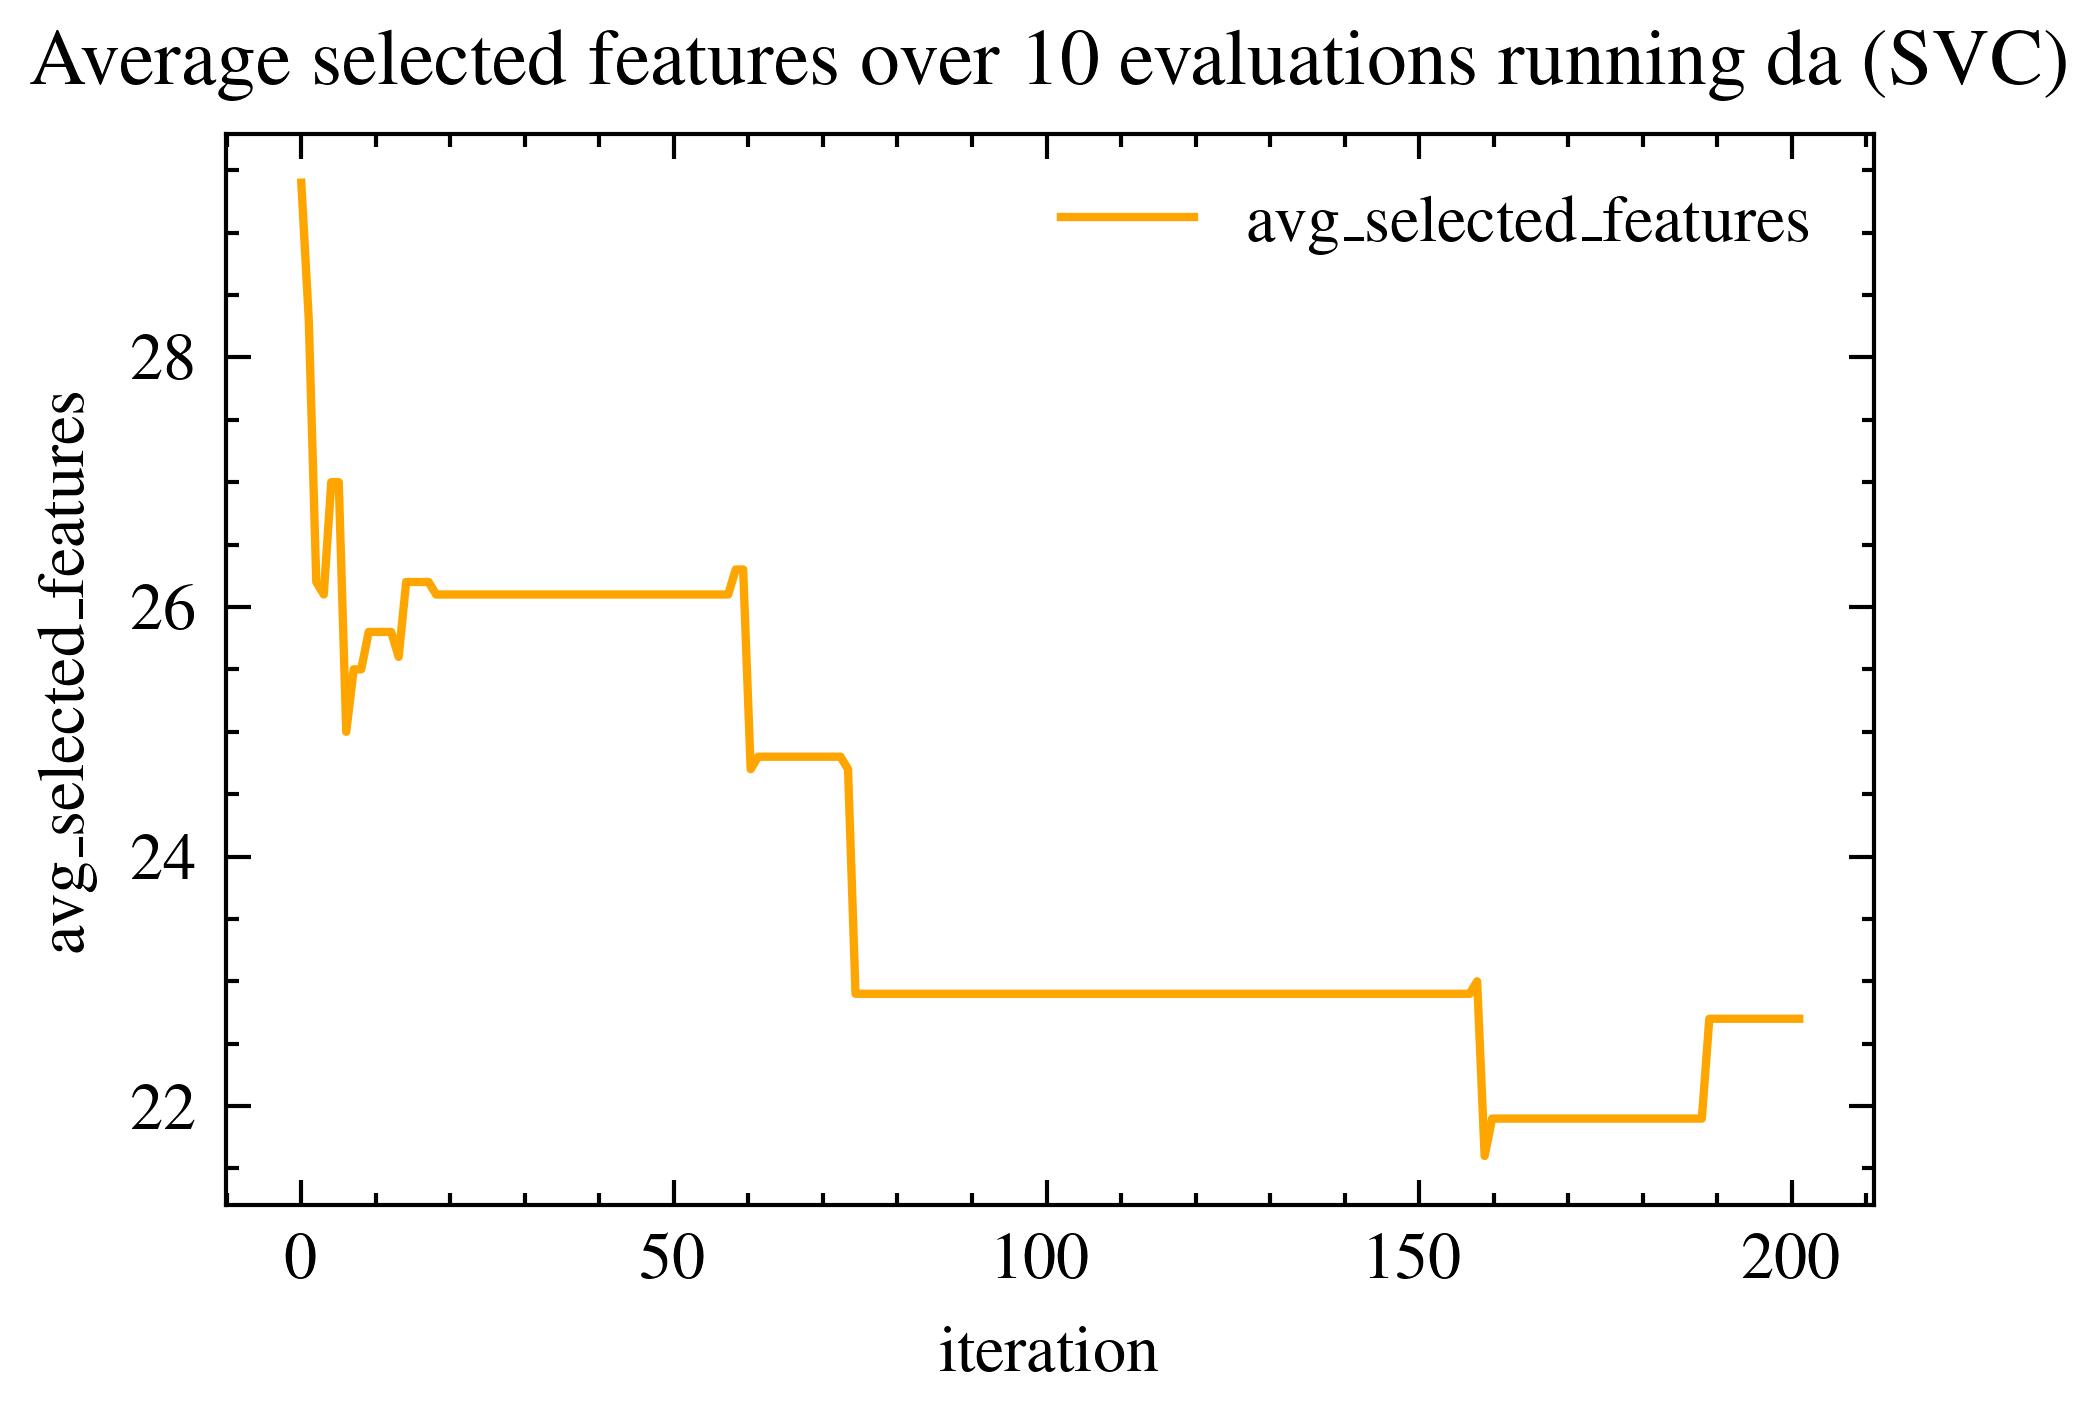 Average selected features over 10 evaluations running da (SVC)
avg_selected_features
avg_selected_features
28
26
24
22
0 50 100 150 200
iteration